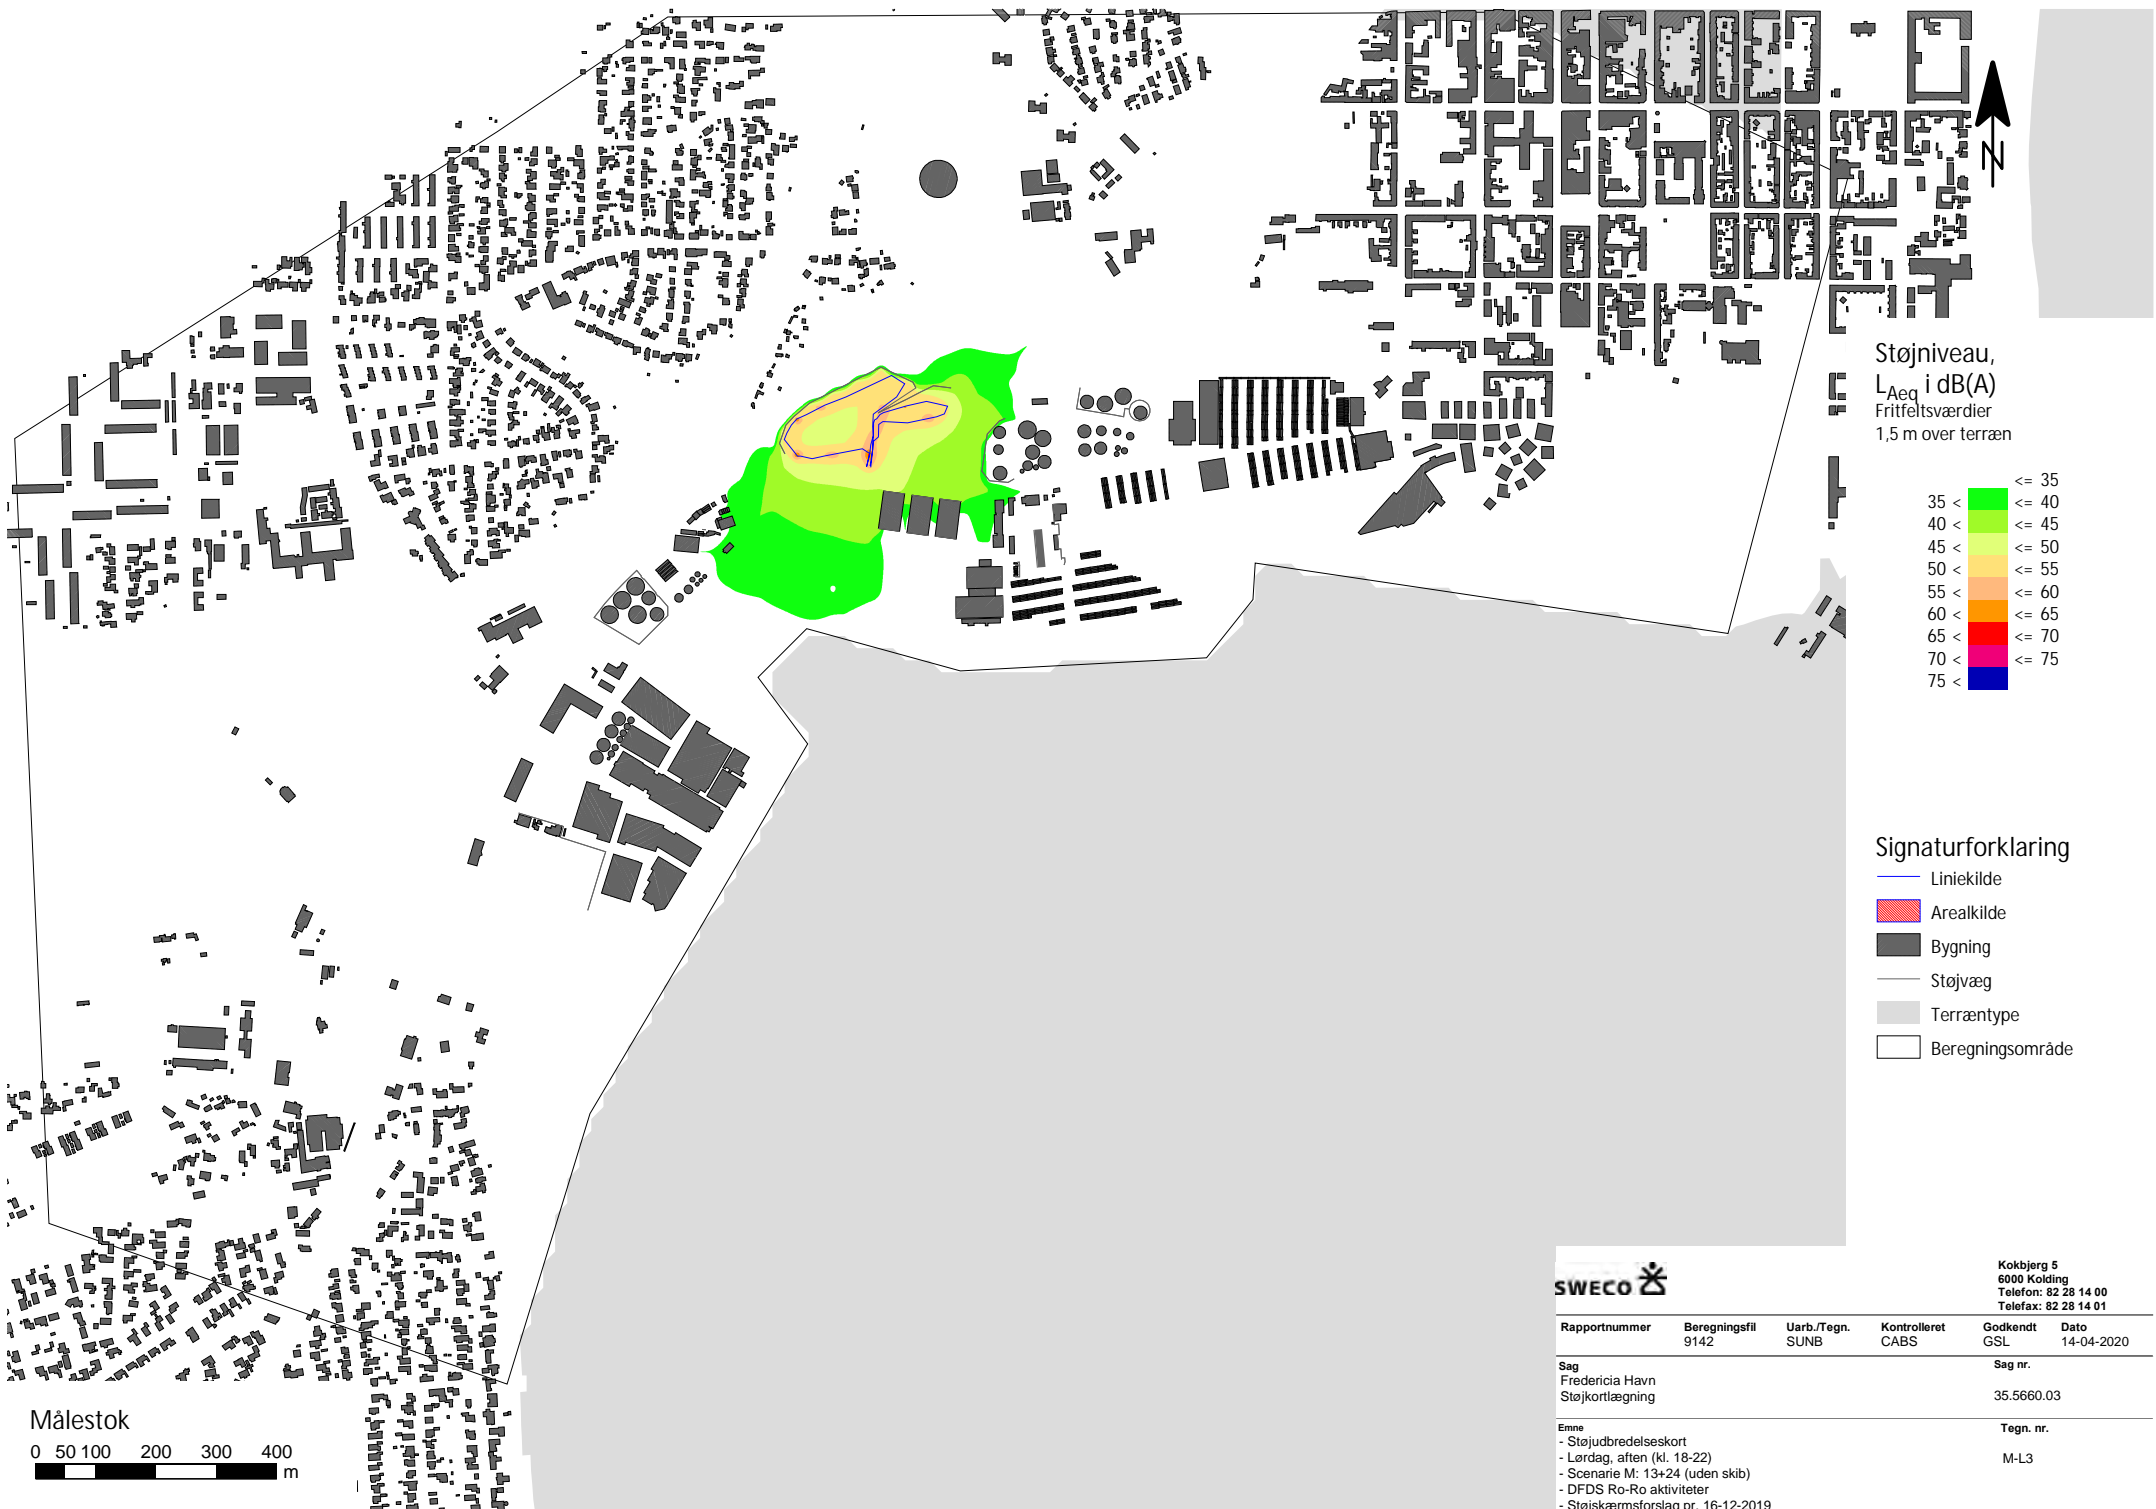 N
Støjniveau,
LAeq i dB(A)
Fritfeltsværdier
1,5 m over terræn
<= 35
35 < <= 40
40 < <= 45
45 < <= 50
50 < <= 55
55 < <= 60
60 < <= 65
65 < <= 70
70 < <= 75
75 <
Signaturforklaring
Liniekilde
Arealkilde
Bygning
Støjvæg
Terræntype
Beregningsområde
Målestok
0 50 100 200 300 400
m
SWECO
Kokbjerg 5
6000 Kolding
Telefon: 82 28 14 00
Telefax: 82 28 14 01
Rapportnummer Beregningsfil Uarb./Tegn. Kontrolleret Godkendt Dato
9142 SUNB CABS GSL 14-04-2020
Sag Sag nr.
Fredericia Havn
Støjkortlægning 35.5660.03
Emne Tegn. nr.
- Støjudbredelseskort
- Lørdag, aften (kl. 18-22) M-L3
- Scenarie M: 13+24 (uden skib)
- DFDS Ro-Ro aktiviteter
- Støjskærmsforslag pr. 16-12-2019